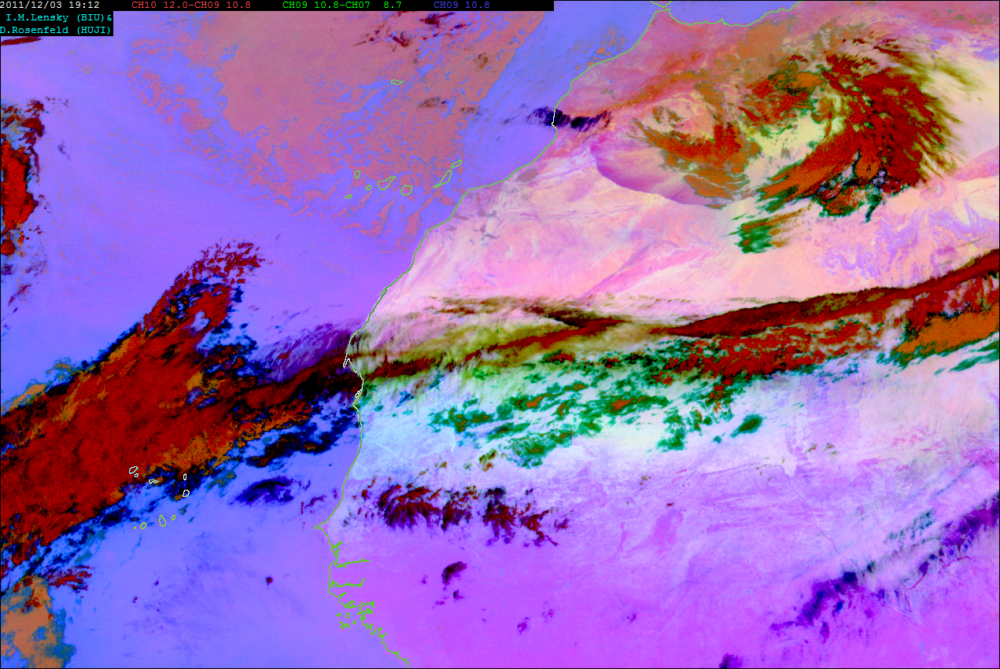 2011/12/03 19:12 CH10 12.0-CH09 10.8 CH09 10.8-CH07 8.7 CH09 10.8
I.M.Lensky (BIU)&
D.Rosenfeld (HUJI)